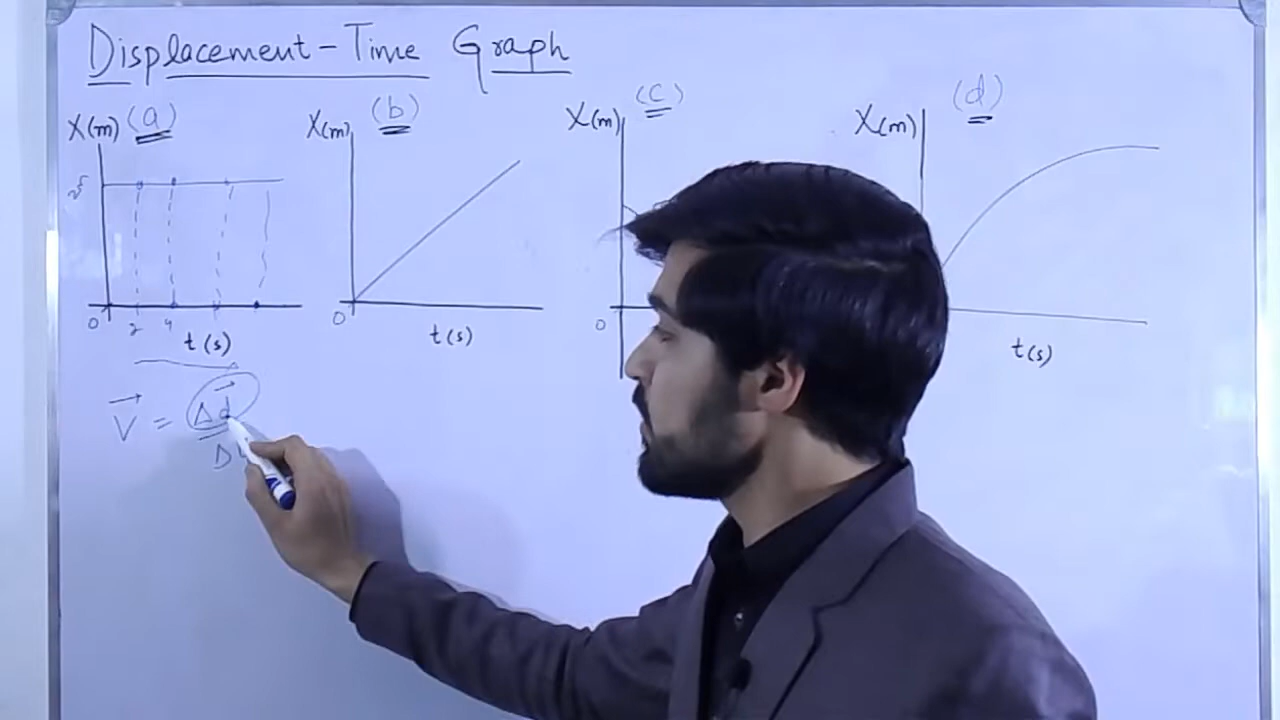 Displacement-Time Graph
X(m) (a)
0
2
4
t(s)
X(m) (b)
0
t(s)
X(m) (c)
0
X(m) (d)
t(s)
V = Δd
Δ